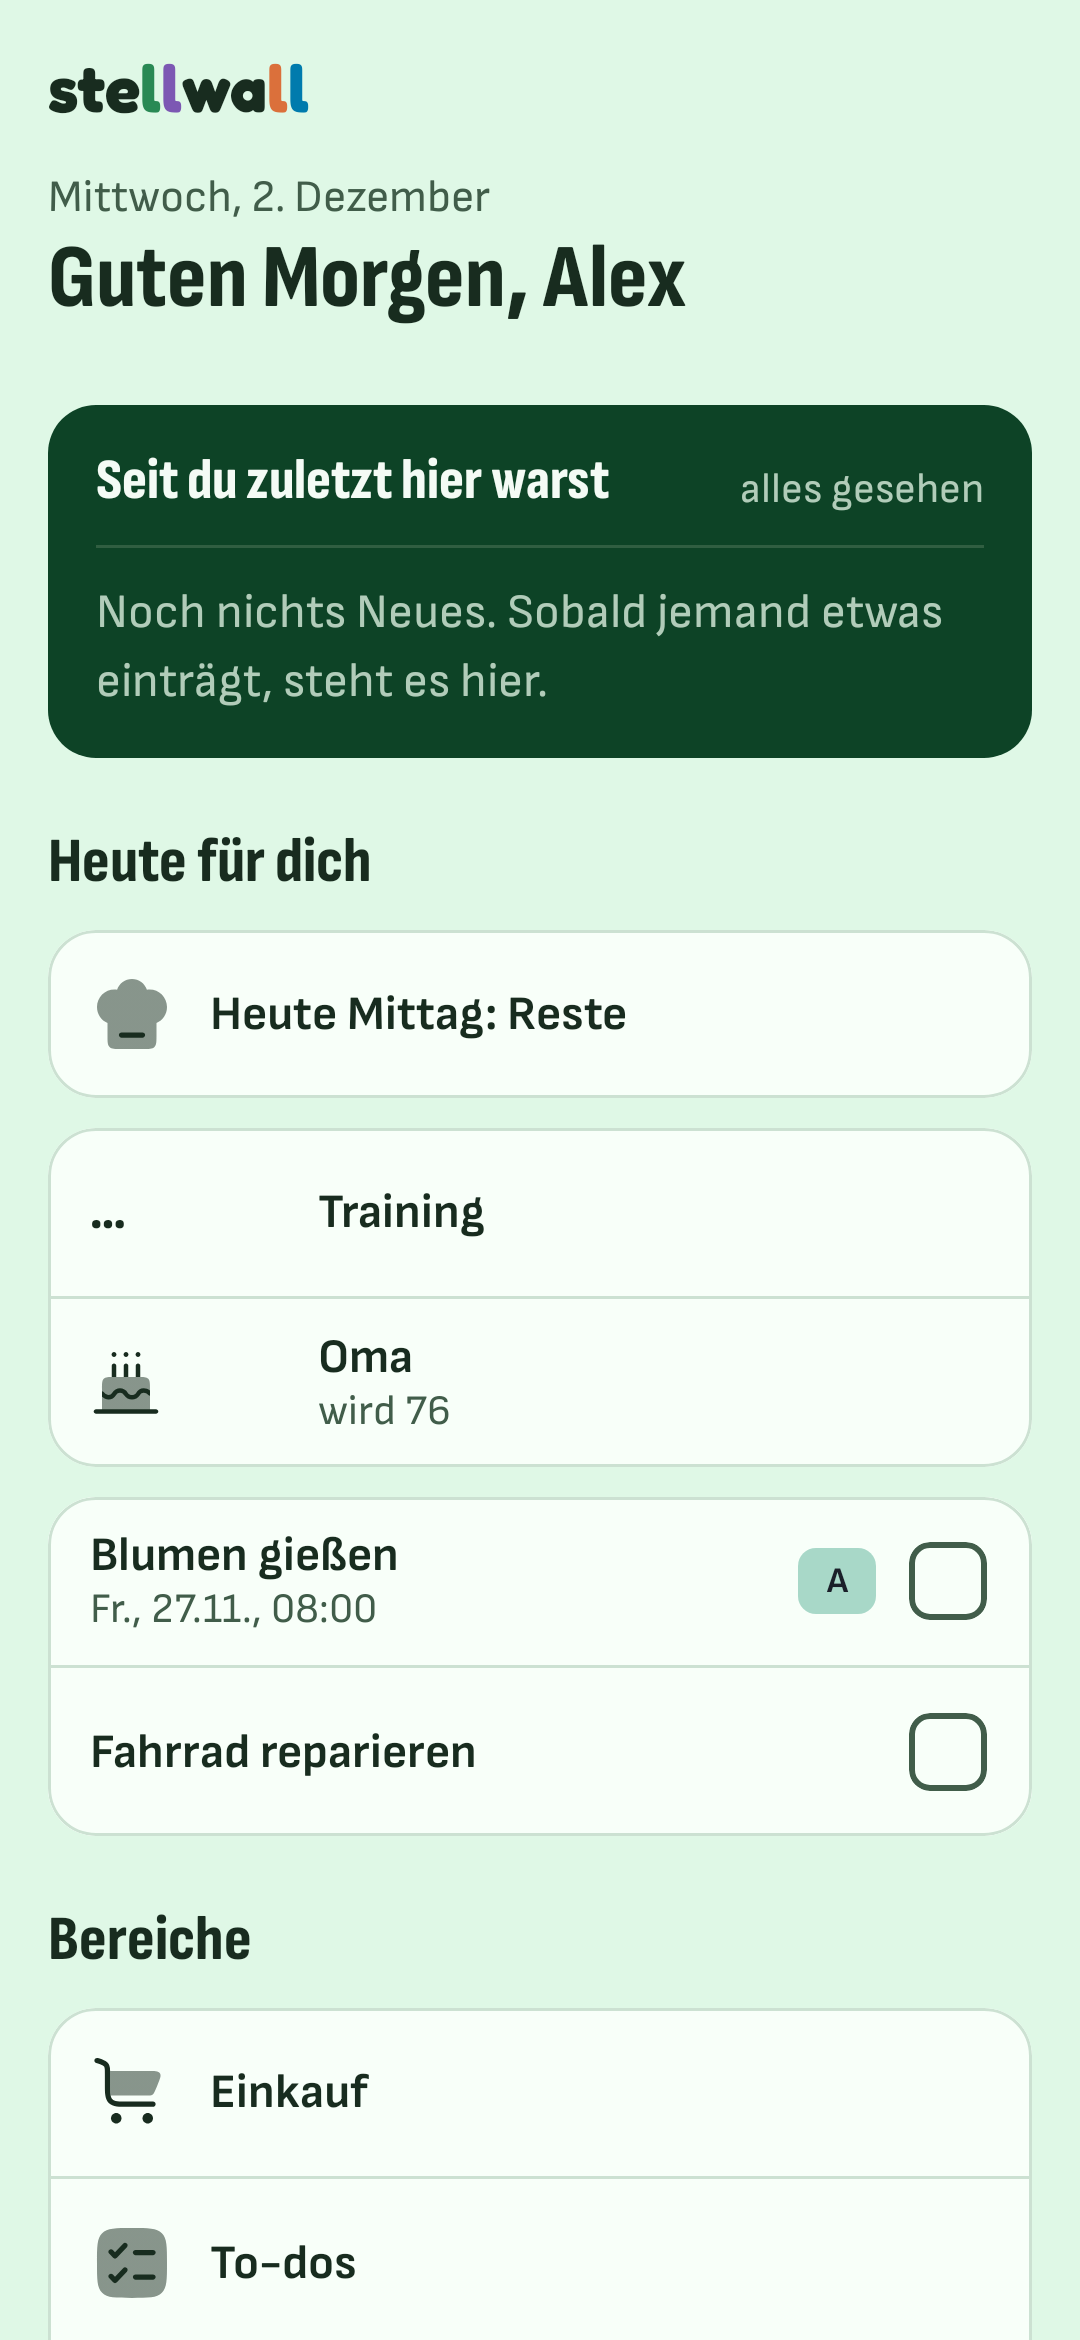 stellwall
Mittwoch, 2. Dezember
Guten Morgen, Alex
Seit du zuletzt hier warst
alles gesehen
Noch nichts Neues. Sobald jemand etwas
einträgt, steht es hier.
Heute für dich
Heute Mittag: Reste
... Training
Oma
wird 76
Blumen gießen
Fr., 27.11., 08:00
A
Fahrrad reparieren
Bereiche
Einkauf
To-dos